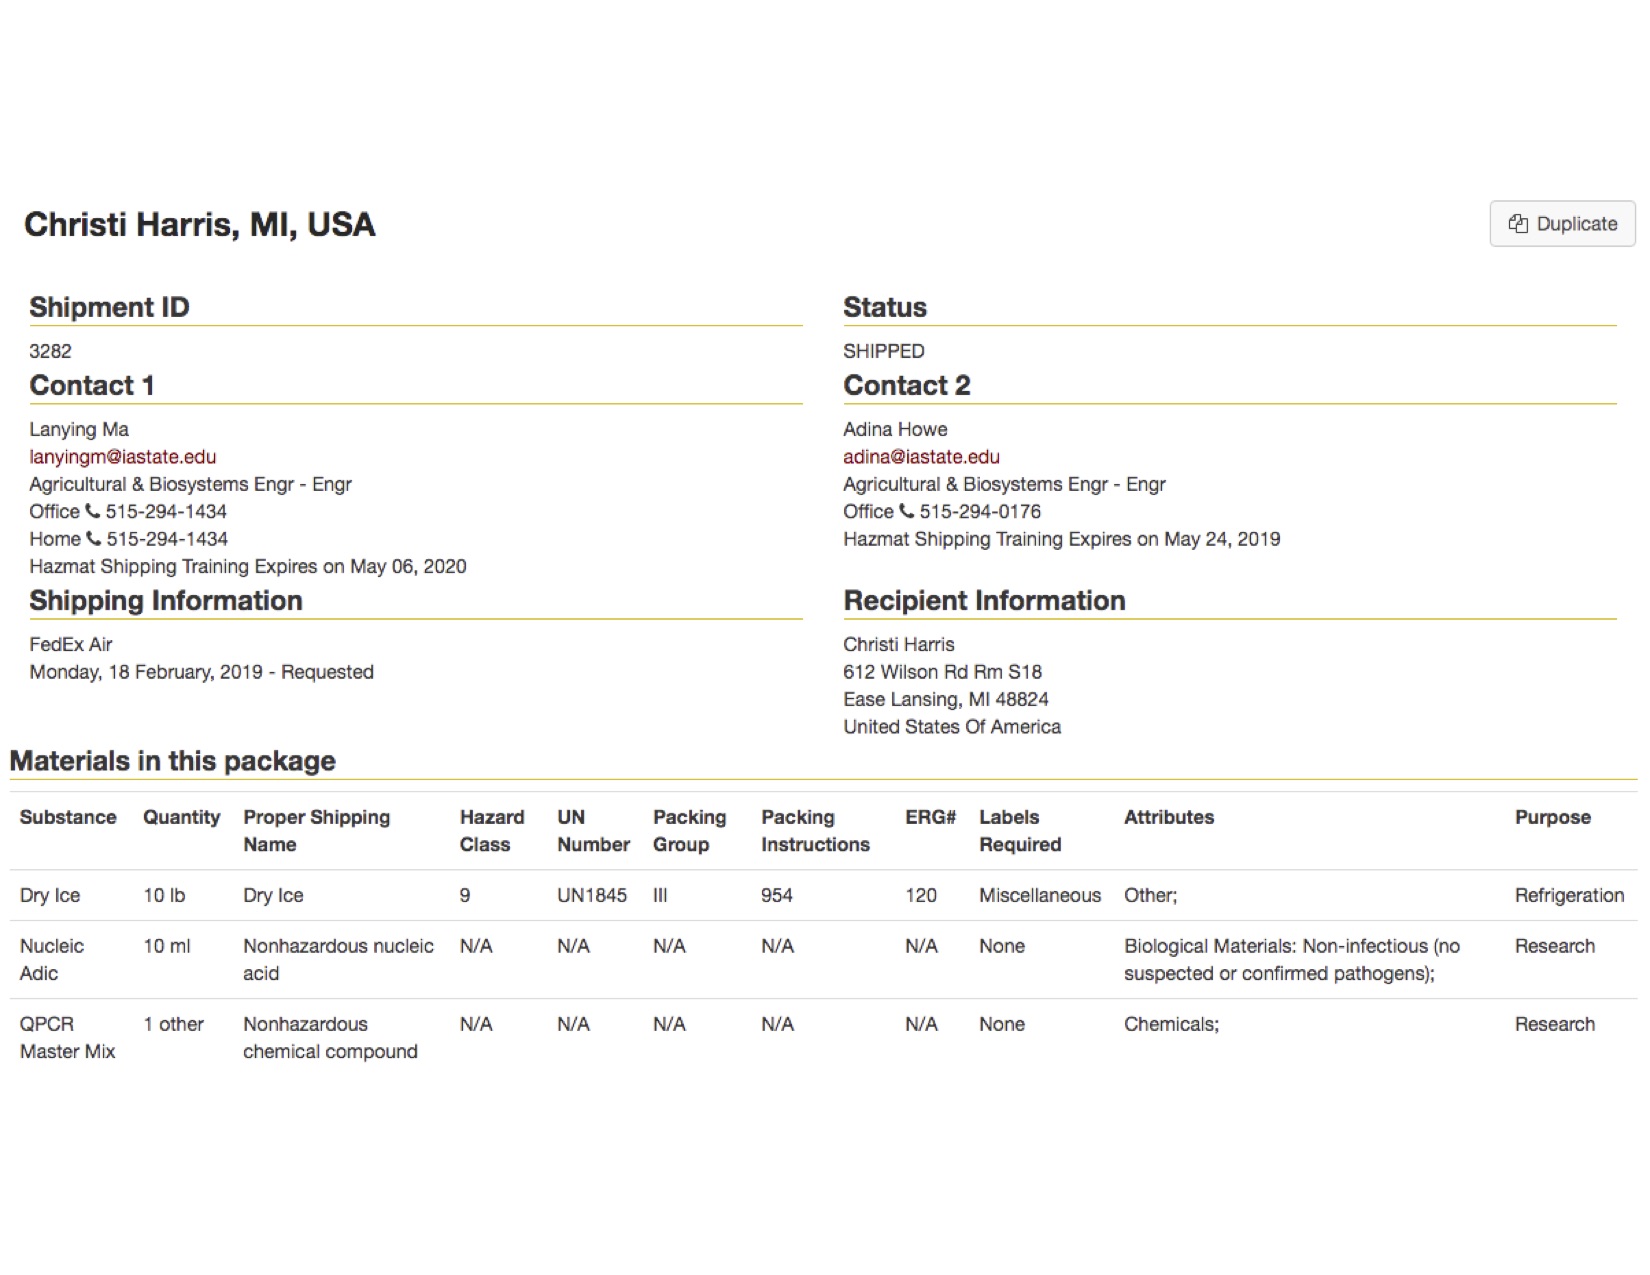 Christi Harris, MI, USA
Duplicate
Shipment ID
3282
Status
SHIPPED
Contact 1
Lanying Ma
lanyingm@iastate.edu
Agricultural & Biosystems Engr - Engr
Office 515-294-1434
Home 515-294-1434
Hazmat Shipping Training Expires on May 06, 2020
Contact 2
Adina Howe
adina@iastate.edu
Agricultural & Biosystems Engr - Engr
Office 515-294-0176
Hazmat Shipping Training Expires on May 24, 2019
Shipping Information
FedEx Air
Monday, 18 February, 2019 - Requested
Recipient Information
Christi Harris
612 Wilson Rd Rm S18
Ease Lansing, MI 48824
United States Of America
Materials in this package
Substance Quantity Proper Shipping Hazard UN Packing Packing ERG# Labels Attributes Purpose
Name Class Number Group Instructions Required
Dry Ice 10 lb Dry Ice 9 UN1845 III 954 120 Miscellaneous Other; Refrigeration
Nucleic 10 ml Nonhazardous nucleic N/A N/A N/A N/A N/A None Biological Materials: Non-infectious (no Research
Adic acid suspected or confirmed pathogens);
QPCR 1 other Nonhazardous N/A N/A N/A N/A N/A None Chemicals; Research
Master Mix chemical compound